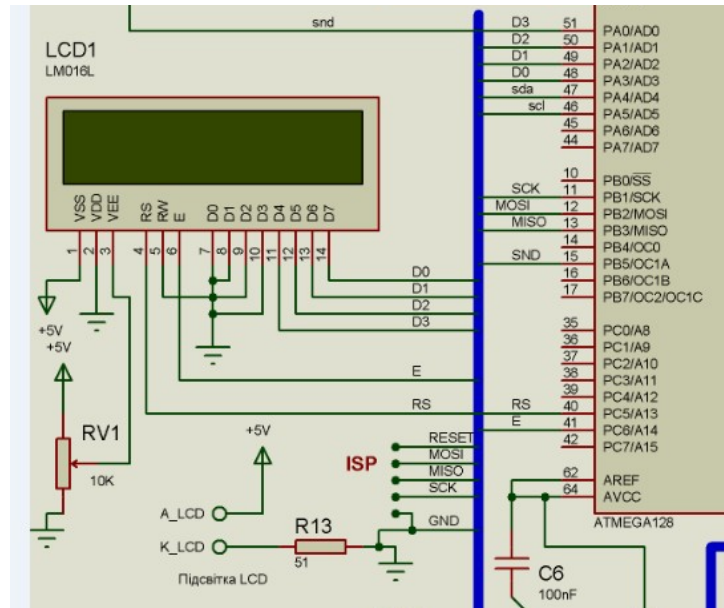 snd
LCD1
LM016L
VSS
VDD
VEE
RS
RW
E
D0
D1
D2
D3
D4
D5
D6
D7
1
2
3
4
5
6
7
8
9
10
11
12
13
14
D0
D1
D2
D3
E
RS
+5V
+5V
RV1
10K
+5V
A_LCD
K_LCD
R13
51
Підсвітка LCD
ISP
RESET
MOSI
MISO
SCK
GND
D3 51 PA0/AD0
D2 50 PA1/AD1
D1 49 PA2/AD2
D0 48 PA3/AD3
sda 47 PA4/AD4
scl 46 PA5/AD5
45 PA6/AD6
44 PA7/AD7
10 PB0/SS
SCK 11 PB1/SCK
MOSI 12 PB2/MOSI
MISO 13 PB3/MISO
14 PB4/OC0
SND 15 PB5/OC1A
16 PB6/OC1B
17 PB7/OC2/OC1C
35 PC0/A8
36 PC1/A9
37 PC2/A10
38 PC3/A11
39 PC4/A12
RS 40 PC5/A13
E 41 PC6/A14
42 PC7/A15
62 AREF
64 AVCC
ATMEGA128
C6
100nF